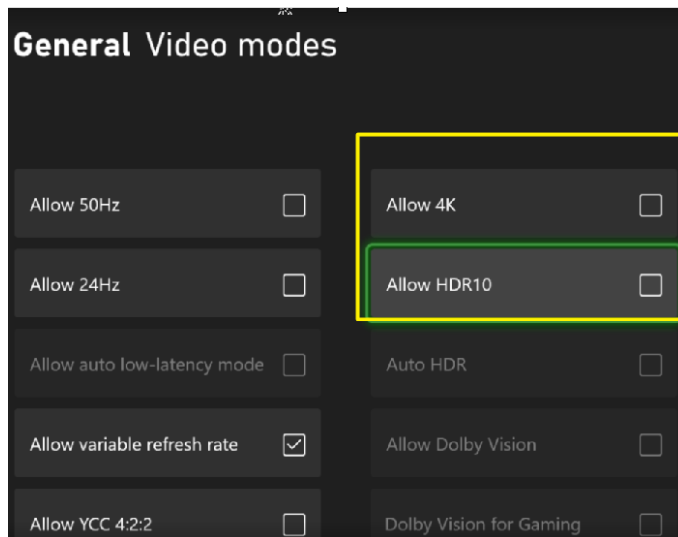 General Video modes
Allow 50Hz
Allow 4K
Allow 24Hz
Allow HDR10
Allow auto low-latency mode
Auto HDR
Allow variable refresh rate
Allow Dolby Vision
Allow YCC 4:2:2
Dolby Vision for Gaming